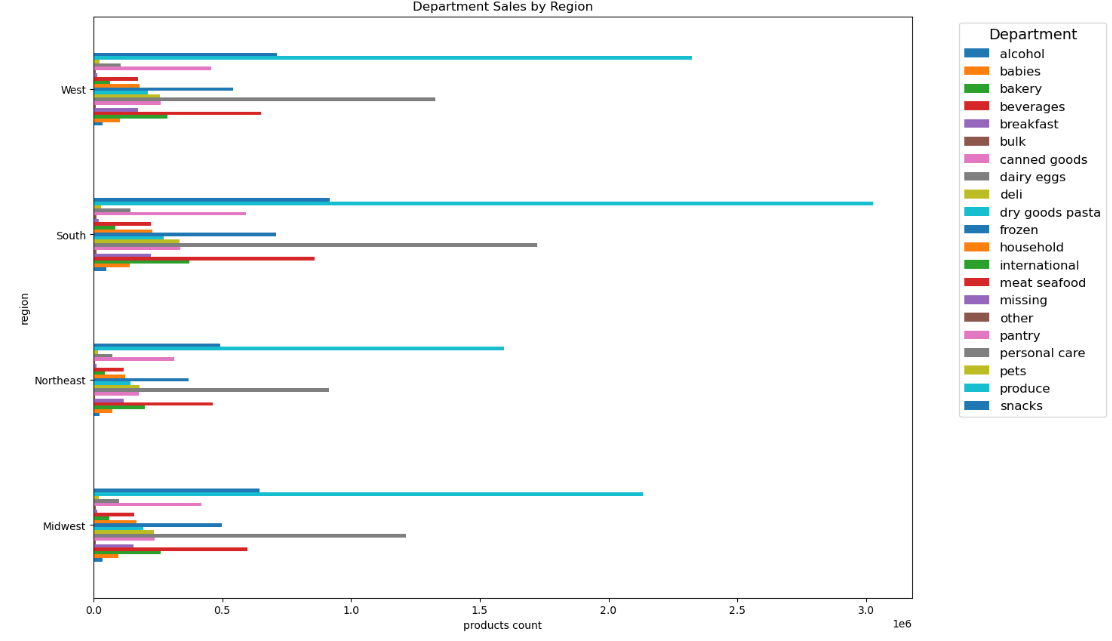 Department Sales by Region
West
South
Northeast
Midwest
region
0.0
0.5
1.0
1.5
2.0
2.5
3.0
1e6
products count
Department
alcohol
babies
bakery
beverages
breakfast
bulk
canned goods
dairy eggs
deli
dry goods pasta
frozen
household
international
meat seafood
missing
other
pantry
personal care
pets
produce
snacks